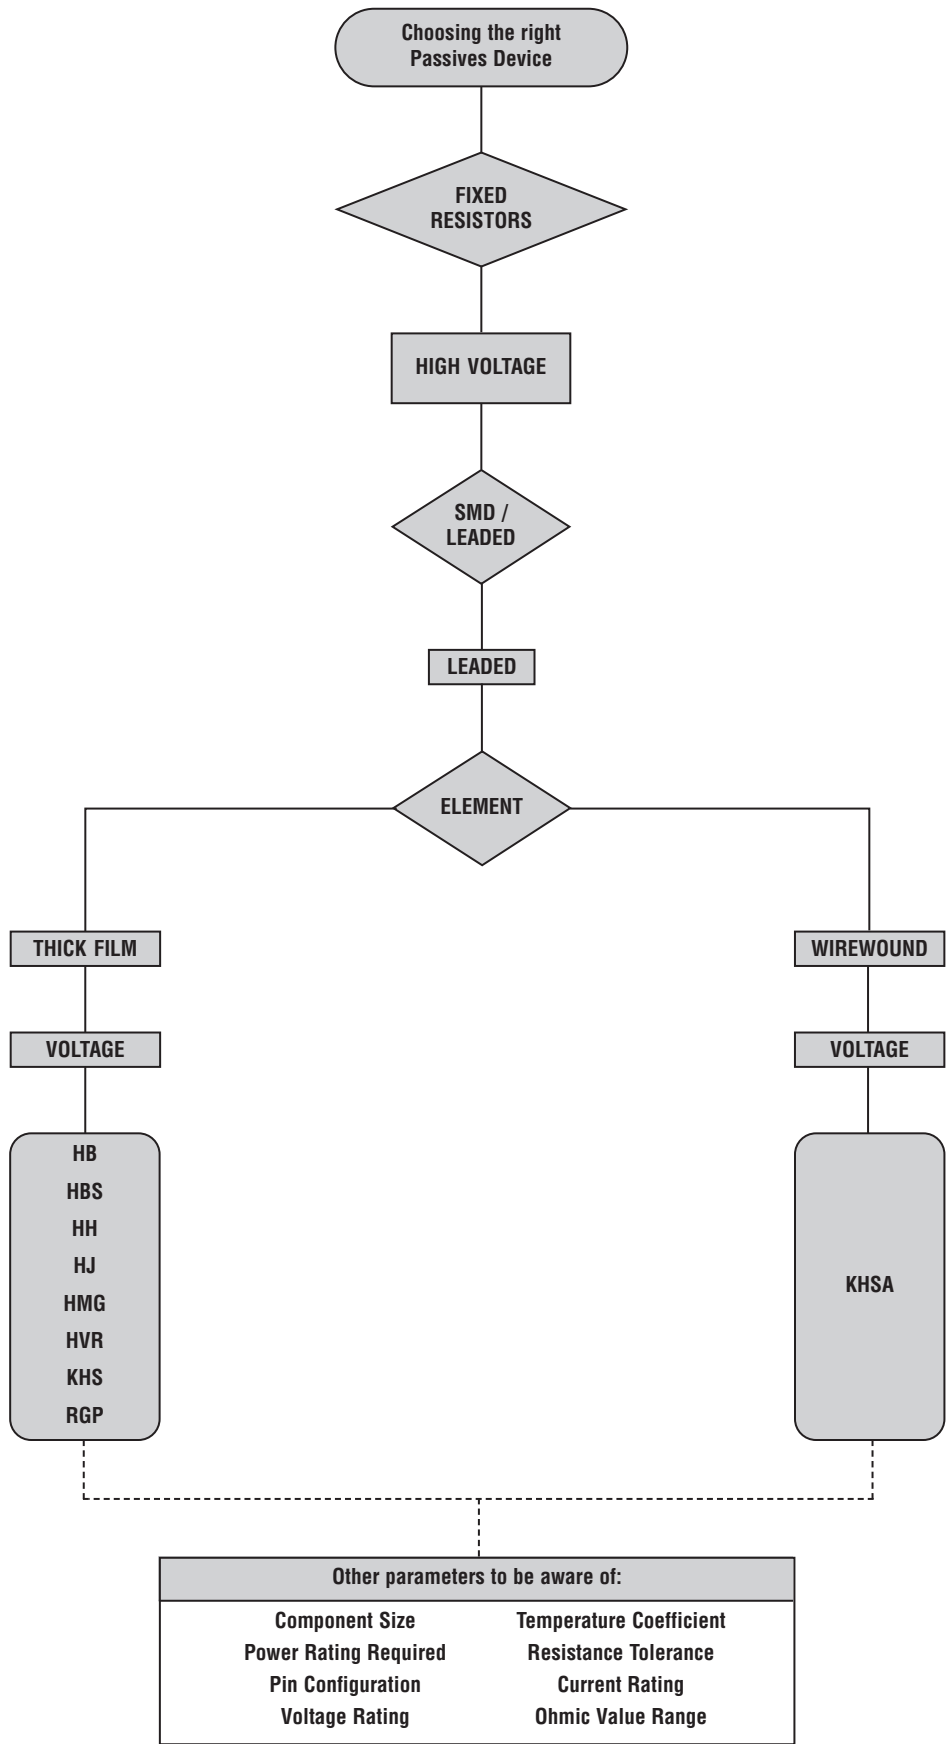 Choosing the right
Passives Device
FIXED
RESISTORS
HIGH VOLTAGE
SMD /
LEADED
LEADED
ELEMENT
THICK FILM
WIREWOUND
VOLTAGE
VOLTAGE
HB
HBS
HH
HJ
HMG
HVR
KHS
RGP
KHSA
Other parameters to be aware of:
Component Size
Temperature Coefficient
Power Rating Required
Resistance Tolerance
Pin Configuration
Current Rating
Voltage Rating
Ohmic Value Range